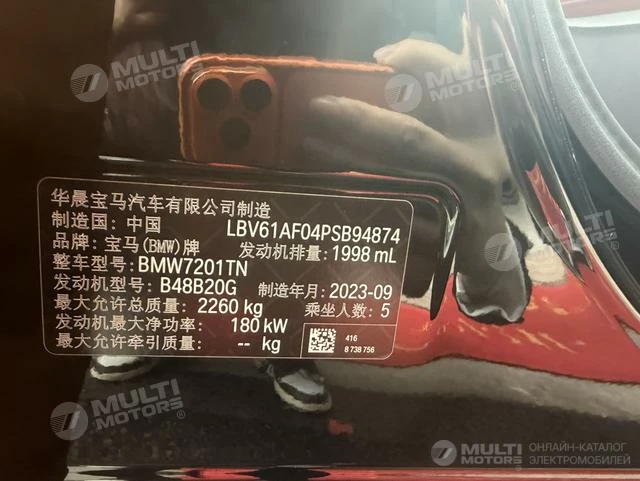 MULTI
MOTORS®
MULTI
MOTORS®
华晨宝马汽车有限公司制造
制造国: 中国 LBV61AF04PSB94874
品牌: 宝马(BMW)牌 发动机排量: 1998 mL
整车型号: BMW7201TN
发动机型号: B48B20G 制造年月: 2023-09
最大允许总质量: 2260 kg 乘坐人数: 5
发动机最大净功率: 180 kW
最大允许牵引质量: -- kg
416
8 738 756
MULTI
MOTORS®
MULTI
MOTORS®
MULTI
MOTORS®
ОНЛАЙН-КАТАЛОГ
ЭЛЕКТРОМОБИЛЕЙ